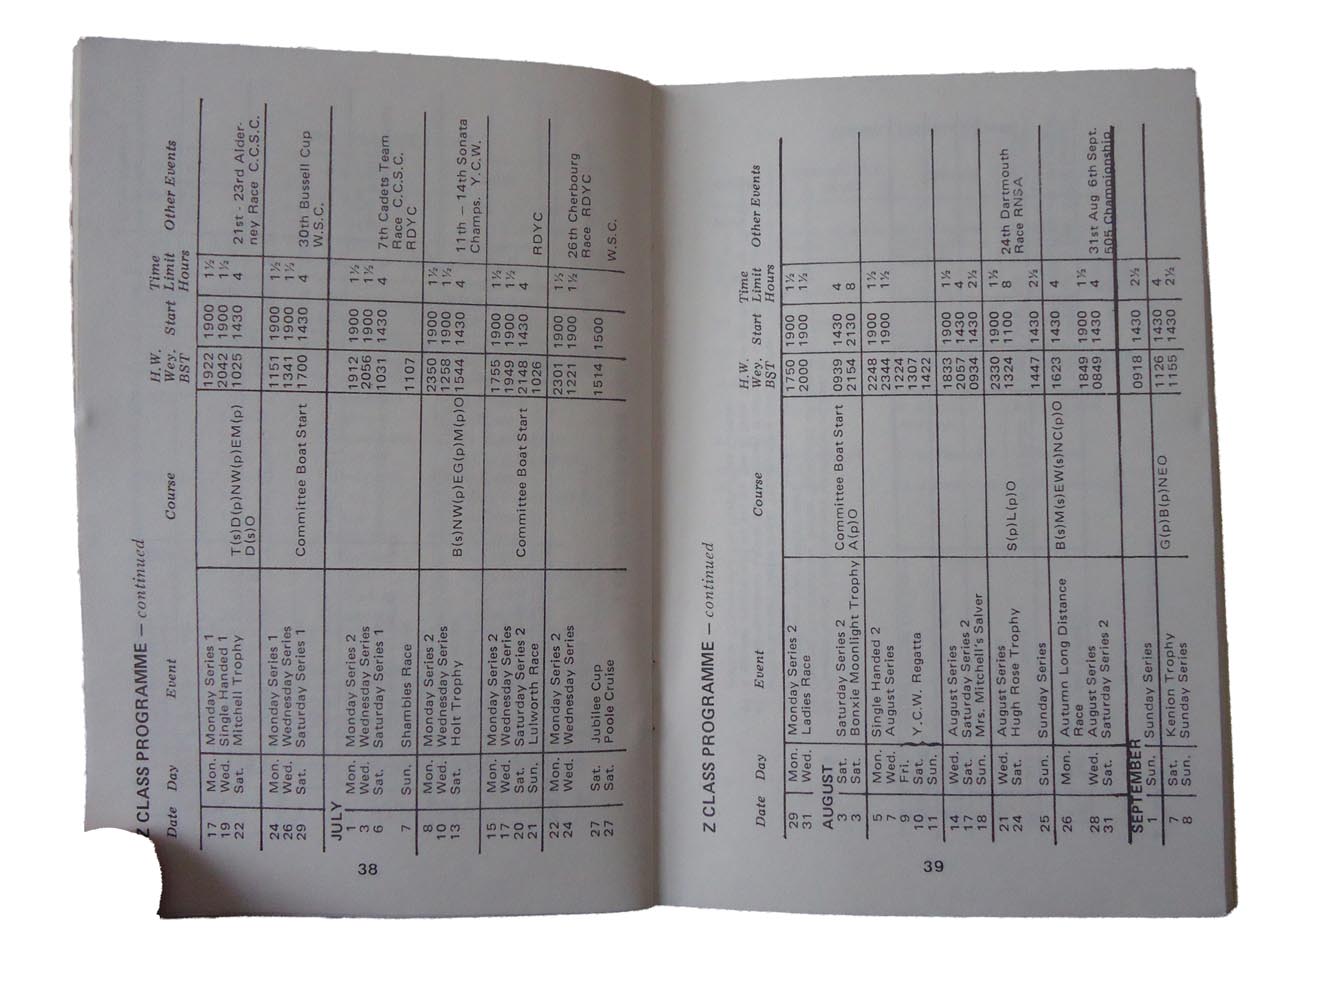 Z CLASS PROGRAMME — continued
Date Day Event Course H.W. Wey. BST Start Time Limit Hours Other Events
17 Mon. Monday Series 1 1922 1900 1½
19 Wed. Single Handed 1 2042 1900 1½
22 Sat. Mitchell Trophy T(s)D(p)NW(p)EM(p) 1025 1430 4 21st - 23rd Alder-
D(s)O ney Race C.C.S.C.
24 Mon. Monday Series 1 1151 1900 1½
26 Wed. Wednesday Series 1341 1900 1½
29 Sat. Saturday Series 1 Committee Boat Start 1700 1430 4 30th Bussell Cup
W.S.C.
JULY
1 Mon. Monday Series 2 1912 1900 1½
3 Wed. Wednesday Series 2056 1900 1½
6 Sat. Saturday Series 1 1031 1430 4 7th Cadets Team
Race C.C.S.C.
7 Sun. Shambles Race 1107 RDYC
8 Mon. Monday Series 2 2350 1900 1½
10 Wed. Wednesday Series 1258 1900 1½
13 Sat. Holt Trophy B(s)NW(p)EG(p)M(p)O 1544 1430 4 11th — 14th Sonata
Champs. Y.C.W.
15 Mon. Monday Series 2 1755 1900 1½
17 Wed. Wednesday Series 1949 1900 1½
20 Sat. Saturday Series 2 Committee Boat Start 2148 1430 4
21 Sun. Lulworth Race 1026 RDYC
22 Mon. Monday Series 2 2301 1900 1½
24 Wed. Wednesday Series 1221 1900 1½ 26th Cherbourg
Race RDYC
27 Sat. Jubilee Cup 1514 1500
27 Sat. Poole Cruise W.S.C.
38
Z CLASS PROGRAMME — continued
Date Day Event Course H.W. Wey. BST Start Time Limit Hours Other Events
29 Mon. Monday Series 2 1750 1900 1½
31 Wed. Ladies Race 2000 1900 1½
AUGUST
3 Sat. Saturday Series 2 Committee Boat Start 0939 1430 4
3 Sat. Bonxie Moonlight Trophy A(p)O 2154 2130 8
5 Mon. Single Handed 2 2248 1900 1½
7 Wed. August Series 2344 1900 1½
9 Fri. 1224
10 Sat. Y.C.W. Regatta 1307
11 Sun. 1422
14 Wed. August Series 1833 1900 1½
17 Sat. Saturday Series 2 2057 1430 4
18 Sun. Mrs. Mitchell's Salver 0934 1430 2½
21 Wed. August Series 2330 1900 1½
24 Sat. Hugh Rose Trophy S(p)L(p)O 1324 1100 8 24th Dartmouth
Race RNSA
25 Sun. Sunday Series 1447 1430 2½
26 Mon. Autumn Long Distance B(s)M(s)EW(s)NC(p)O 1623 1430 4
Race
28 Wed. August Series 1849 1900 1½
31 Sat. Saturday Series 2 0849 1430 4 31st Aug 6th Sept.
505 Championship
SEPTEMBER
1 Sun. Sunday Series 0918 1430 2½
7 Sat. Kenion Trophy G(p)B(p)NEO 1126 1430 4
8 Sun. Sunday Series 1155 1430 2½
39